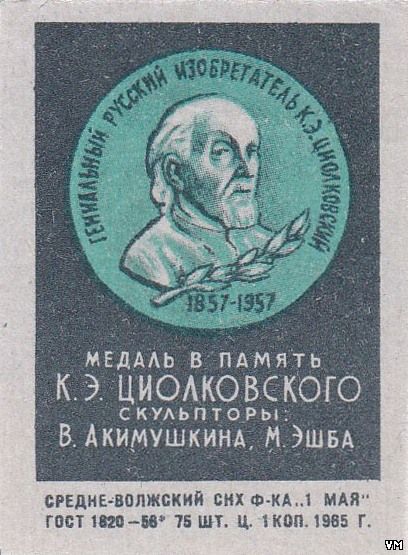 ГЕНИАЛЬНЫЙ РУССКИЙ ИЗОБРЕТАТЕЛЬ К.Э.ЦИОЛКОВСКИЙ
1857-1957
МЕДАЛЬ В ПАМЯТЬ
К.Э. ЦИОЛКОВСКОГО
СКУЛЬПТОРЫ:
В. АКИМУШКИНА, М. ЭШБА
СРЕДНЕ-ВОЛЖСКИЙ СНХ Ф-КА „1 МАЯ"
ГОСТ 1820-56* 75 ШТ. Ц. 1 КОП. 1965 Г.
VM